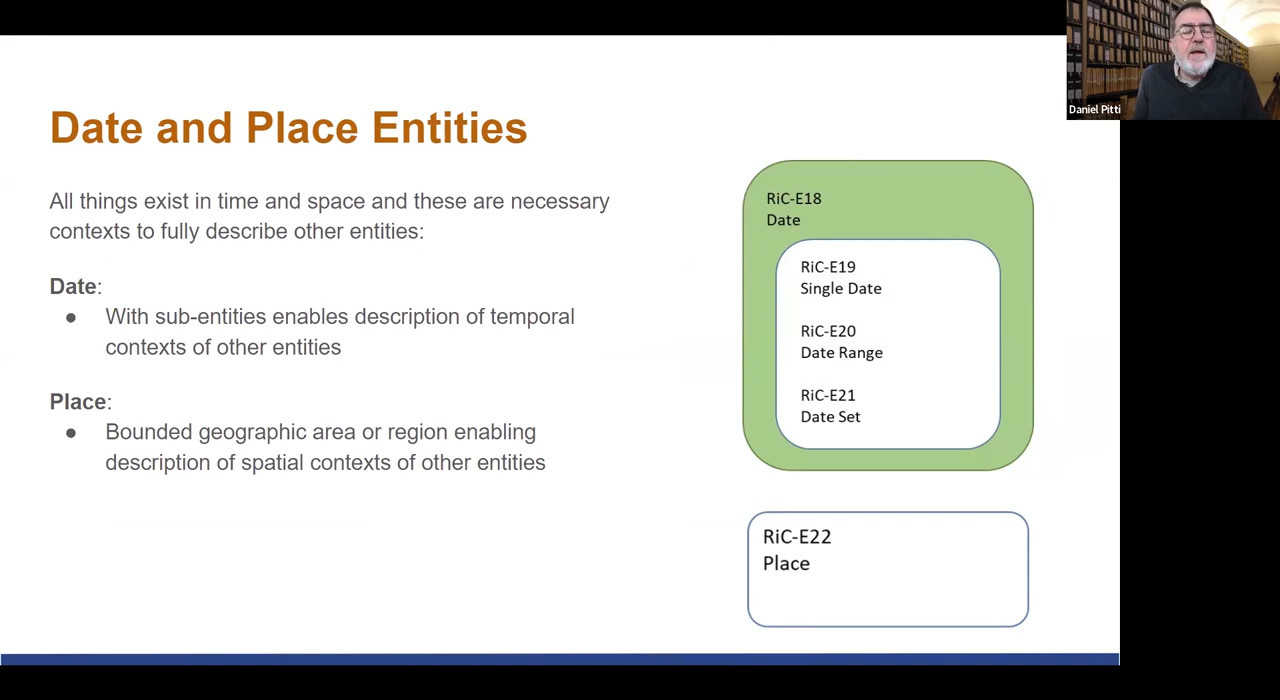 Daniel Pitti
Date and Place Entities
All things exist in time and space and these are necessary
contexts to fully describe other entities:
Date:
● With sub-entities enables description of temporal
contexts of other entities
Place:
● Bounded geographic area or region enabling
description of spatial contexts of other entities
RiC-E18
Date
RiC-E19
Single Date
RiC-E20
Date Range
RiC-E21
Date Set
RiC-E22
Place